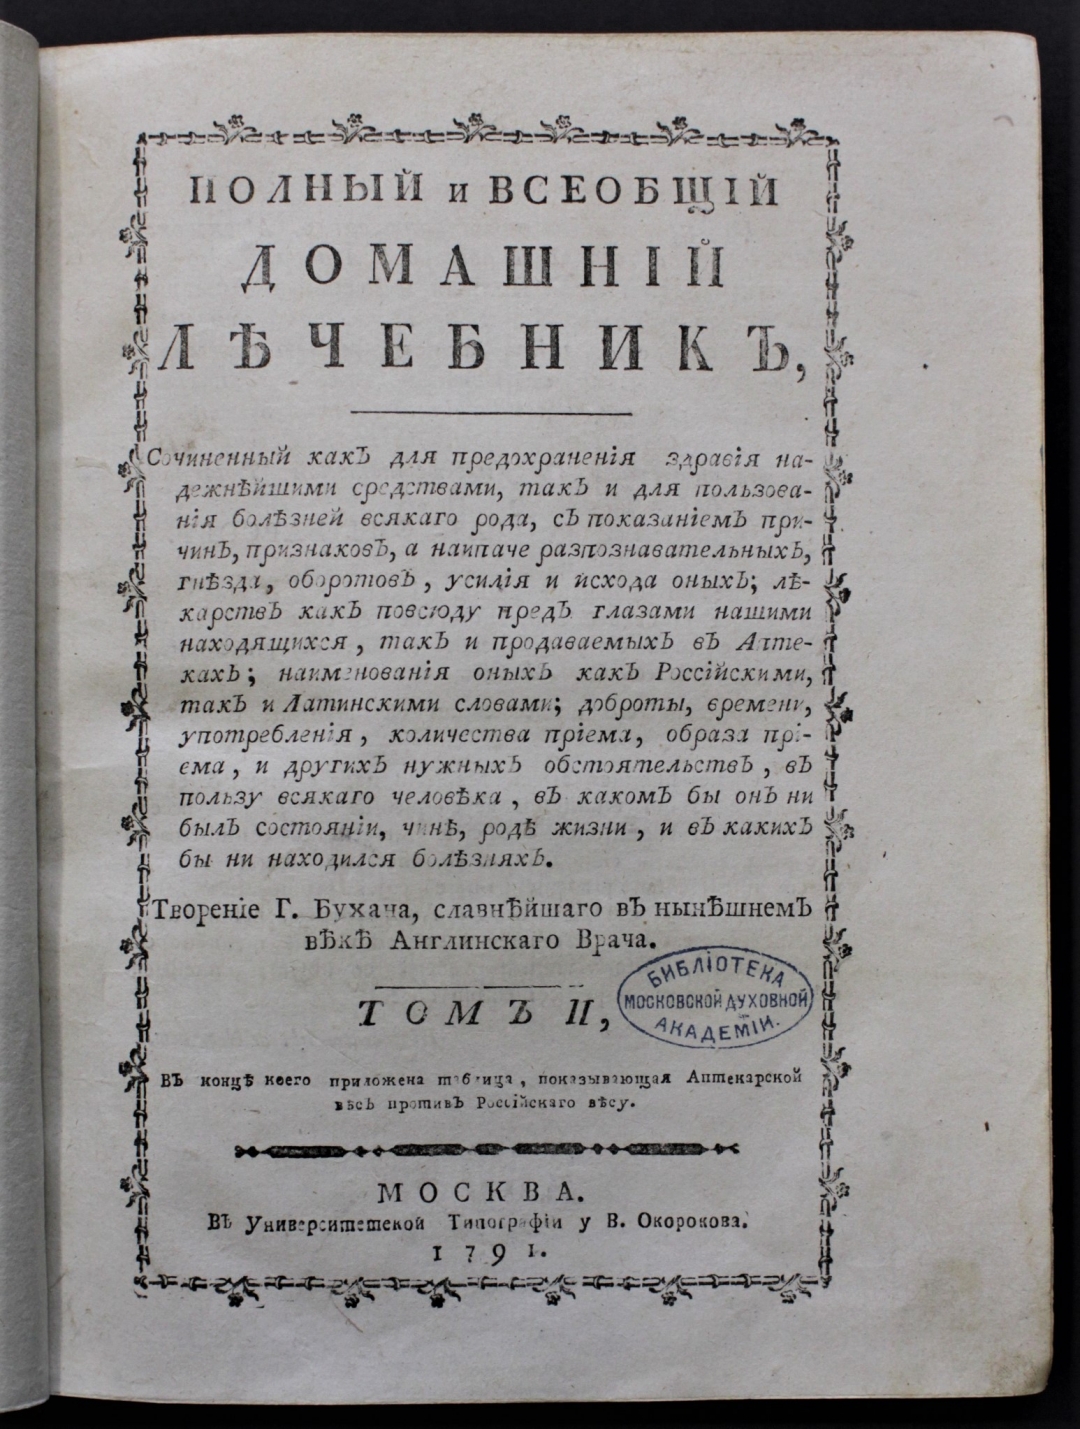 ПОЛНЫЙ и ВСЕОБЩІЙ
ДОМАШНІЙ
ЛѢЧЕБНИКЪ,
Сочиненный какъ для предохраненія здравія на-
дежнѣйшими средствами, такъ и для пользова-
нія болѣзней всякаго рода, съ показаніемъ при-
чинъ, признаковъ, а наипаче разпознавательныхъ,
гнѣзда, оборотовъ, усилія и исхода оныхъ; лѣ-
карствъ какъ повсюду предъ глазами нашими
находящихся, такъ и продаваемыхъ въ Апте-
кахъ; наименованія оныхъ какъ Россійскими,
такъ и Латинскими словами; доброты, времени,
употребленія, количества пріема, образа прі-
ема, и другихъ нужныхъ обстоятельствъ, въ
пользу всякаго человѣка, въ какомъ бы онъ ни
былъ состояніи, чинѣ, родѣ жизни, и въ какихъ
бы ни находился болѣзняхъ.
Твореніе Г. Бухана, славнѣйшаго въ нынѣшнемъ
вѣкѣ Англинскаго Врача.
ТОМЪ II,
БИБЛІОТЕКА
МОСКОВСКОЙ ДУХОВНОЙ
АКАДЕМІИ.
Въ концѣ коего приложена таблица, показывающая Аптекарской
вѣсъ противъ Россійскаго вѣсу.
МОСКВА.
Въ Университетской Типографіи у В. Окорокова.
1791.